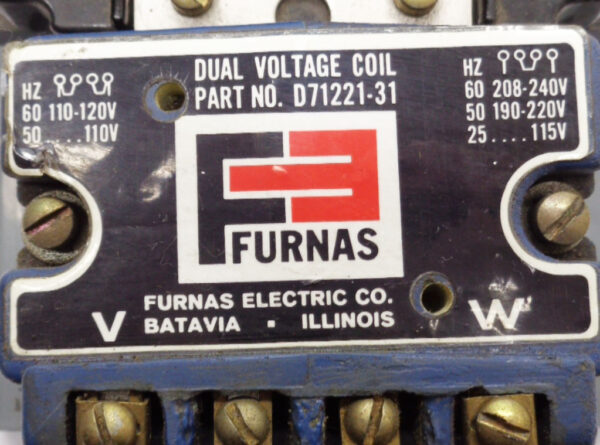 DUAL VOLTAGE COIL
PART NO. D71221-31
HZ
60 110-120V
50 .... 110V
HZ
60 208-240V
50 190-220V
25 .... 115V
FURNAS
FURNAS ELECTRIC CO.
BATAVIA ▪ ILLINOIS
V
W